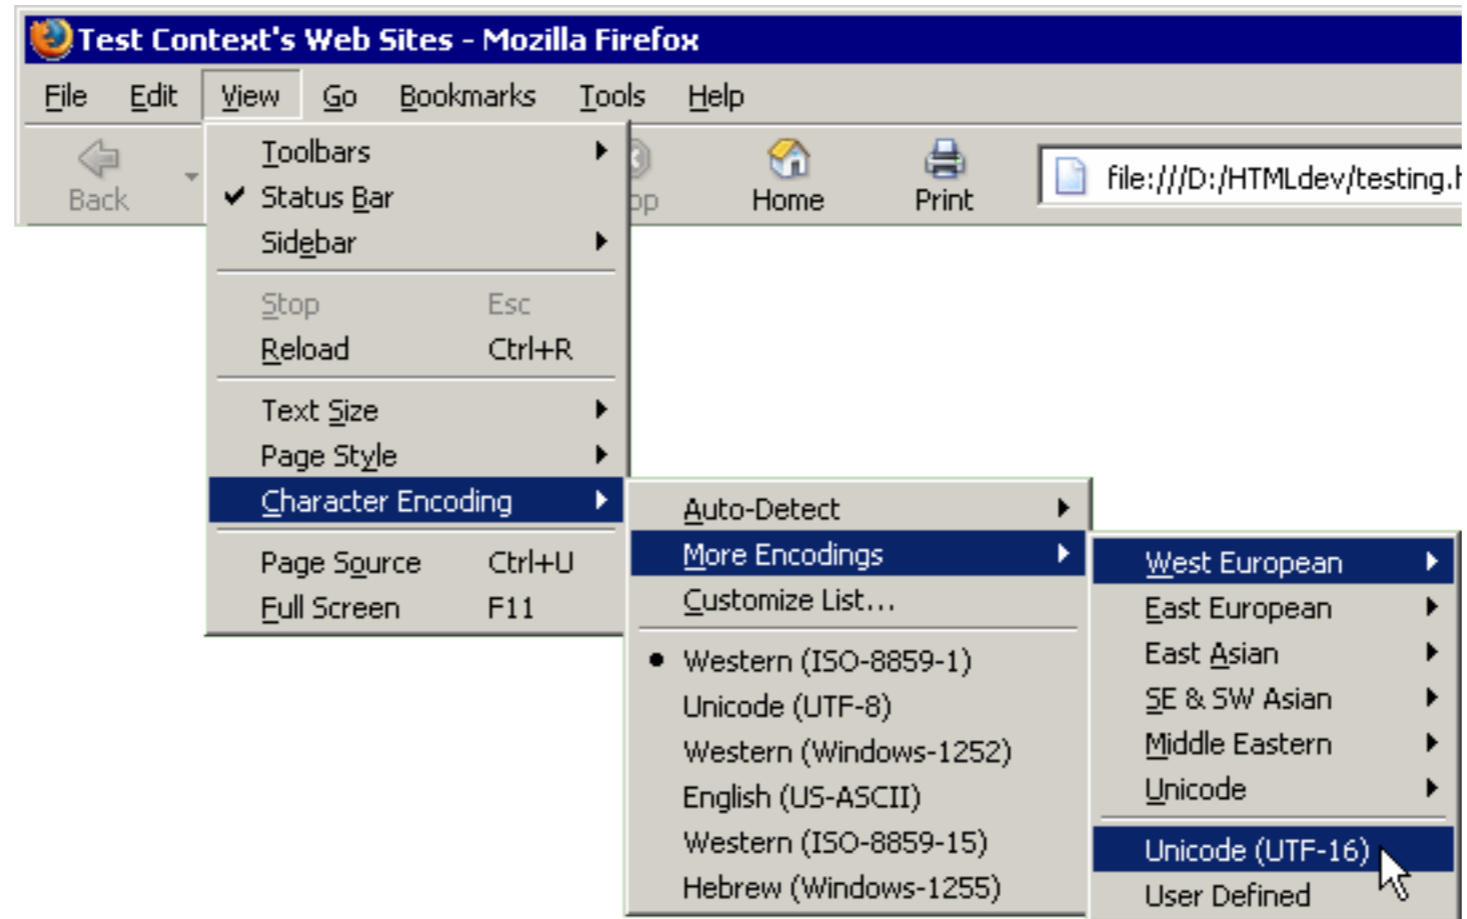 Test Context's Web Sites - Mozilla Firefox
File Edit View Go Bookmarks Tools Help
Back
Home
Print
file:///D:/HTMLdev/testing.
Toolbars
Status Bar
Sidebar
Stop Esc
Reload Ctrl+R
Text Size
Page Style
Character Encoding
Page Source Ctrl+U
Full Screen F11
Auto-Detect
More Encodings
Customize List...
Western (ISO-8859-1)
Unicode (UTF-8)
Western (Windows-1252)
English (US-ASCII)
Western (ISO-8859-15)
Hebrew (Windows-1255)
West European
East European
East Asian
SE & SW Asian
Middle Eastern
Unicode
Unicode (UTF-16)
User Defined